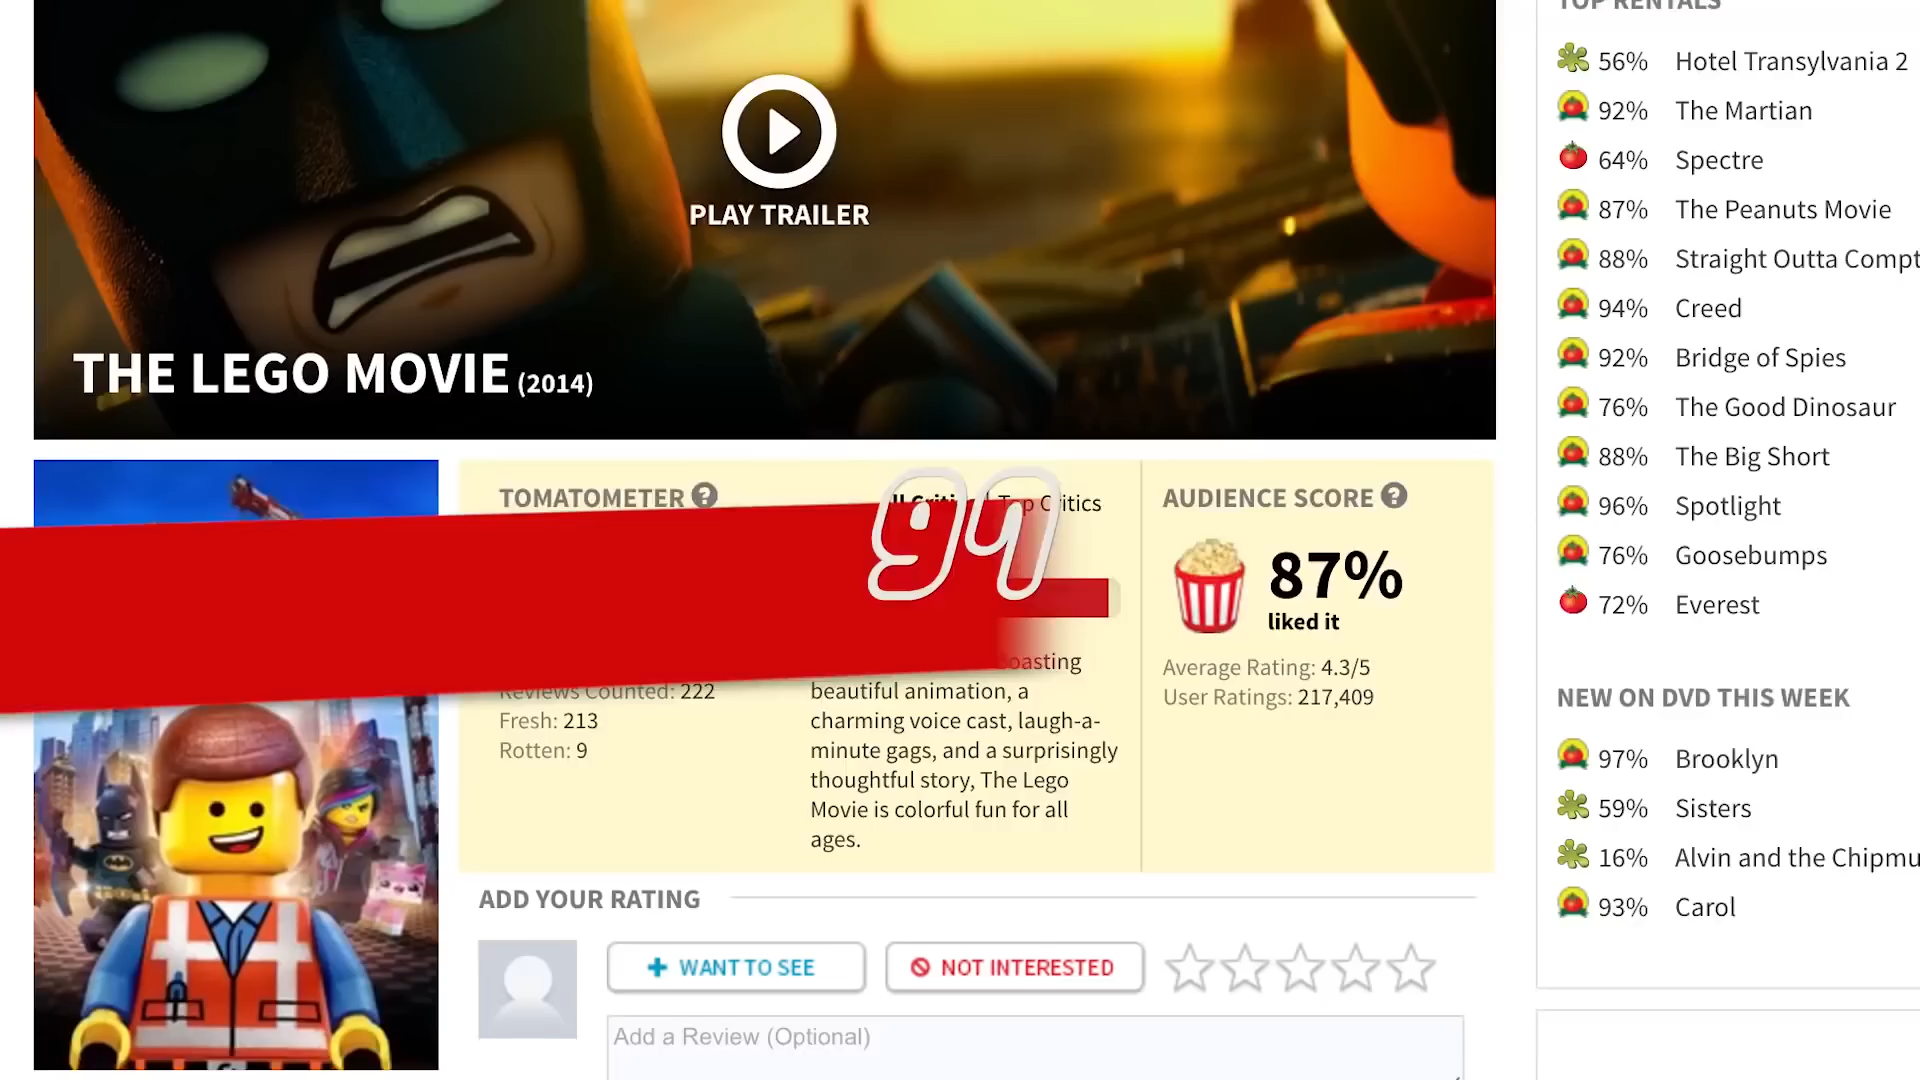 PLAY TRAILER
THE LEGO MOVIE (2014)
TOMATOMETER
Top Critics
Reviews Counted: 222
Fresh: 213
Rotten: 9
beautiful animation, a
charming voice cast, laugh-a-
minute gags, and a surprisingly
thoughtful story, The Lego
Movie is colorful fun for all
ages.
AUDIENCE SCORE
87%
liked it
Average Rating: 4.3/5
User Ratings: 217,409
ADD YOUR RATING
+ WANT TO SEE
NOT INTERESTED
Add a Review (Optional)
TOP RENTALS
56% Hotel Transylvania 2
92% The Martian
64% Spectre
87% The Peanuts Movie
88% Straight Outta Compt
94% Creed
92% Bridge of Spies
76% The Good Dinosaur
88% The Big Short
96% Spotlight
76% Goosebumps
72% Everest
NEW ON DVD THIS WEEK
97% Brooklyn
59% Sisters
16% Alvin and the Chipmu
93% Carol